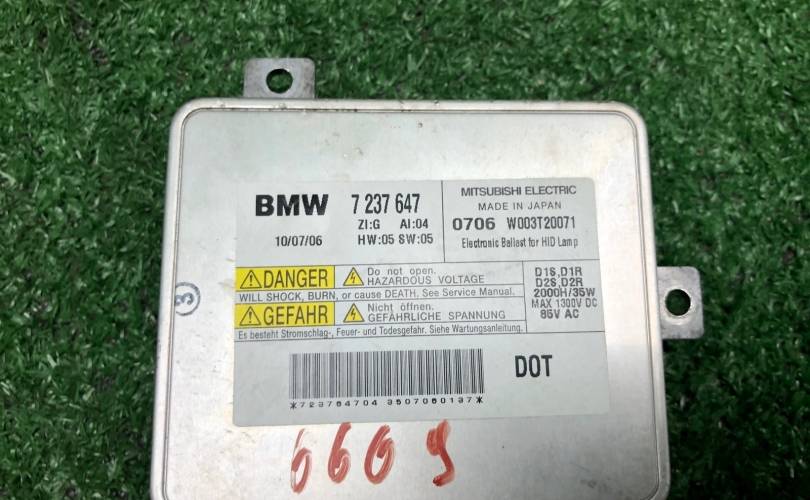 BMW 7 237 647
ZI:G AI:04
10/07/06 HW:05 SW:05
MITSUBISHI ELECTRIC
MADE IN JAPAN
0706 W003T20071
Electronic Ballast for HID Lamp
DANGER Do not open.
HAZARDOUS VOLTAGE
WILL SHOCK, BURN, or cause DEATH. See Service Manual.
GEFAHR Nicht öffnen.
GEFÄHRLICHE SPANNUNG
Es besteht Stromschlag-, Feuer- und Todesgefahr. Siehe Wartungsanleitung.
D1S,D1R
D2S,D2R
2000H/35W
MAX 1300V DC
85V AC
DOT
*723764704 3507060137*
3
6609